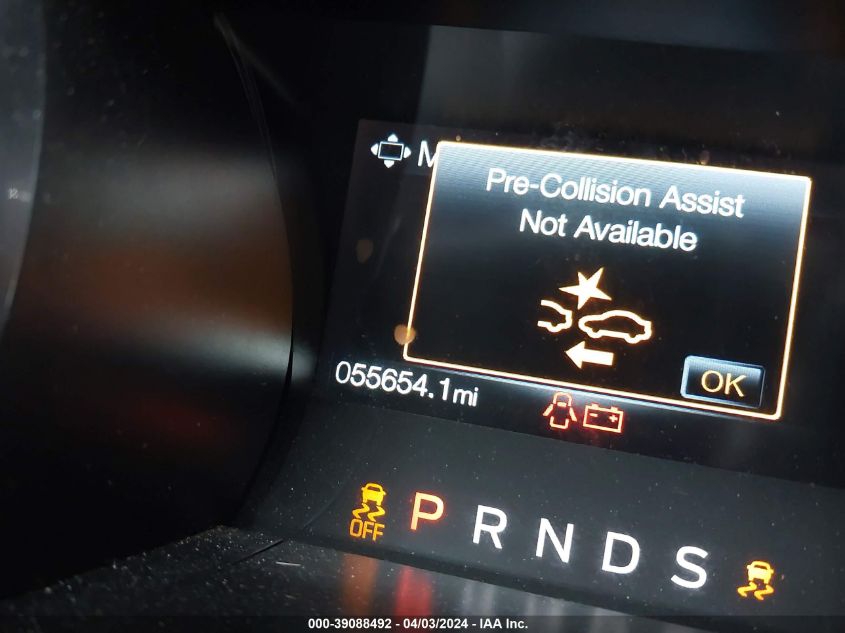 M
Pre-Collision Assist
Not Available
OK
055654.1mi
OFF
P R N D S
000-39088492 - 04/03/2024 - IAA Inc.